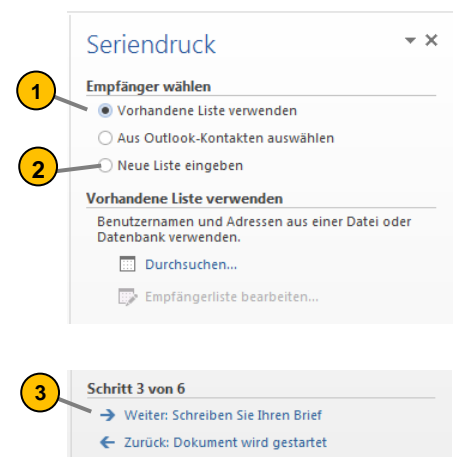 Seriendruck
Empfänger wählen
1
Vorhandene Liste verwenden
Aus Outlook-Kontakten auswählen
2
Neue Liste eingeben
Vorhandene Liste verwenden
Benutzernamen und Adressen aus einer Datei oder
Datenbank verwenden.
Durchsuchen...
Empfängerliste bearbeiten...
3
Schritt 3 von 6
Weiter: Schreiben Sie Ihren Brief
Zurück: Dokument wird gestartet